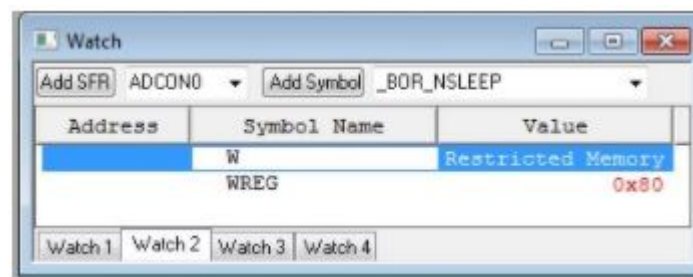 Watch
Add SFR ADCON0 Add Symbol _BOR_NSLEEP
Address Symbol Name Value
W Restricted Memory
WREG 0x80
Watch 1 Watch 2 Watch 3 Watch 4